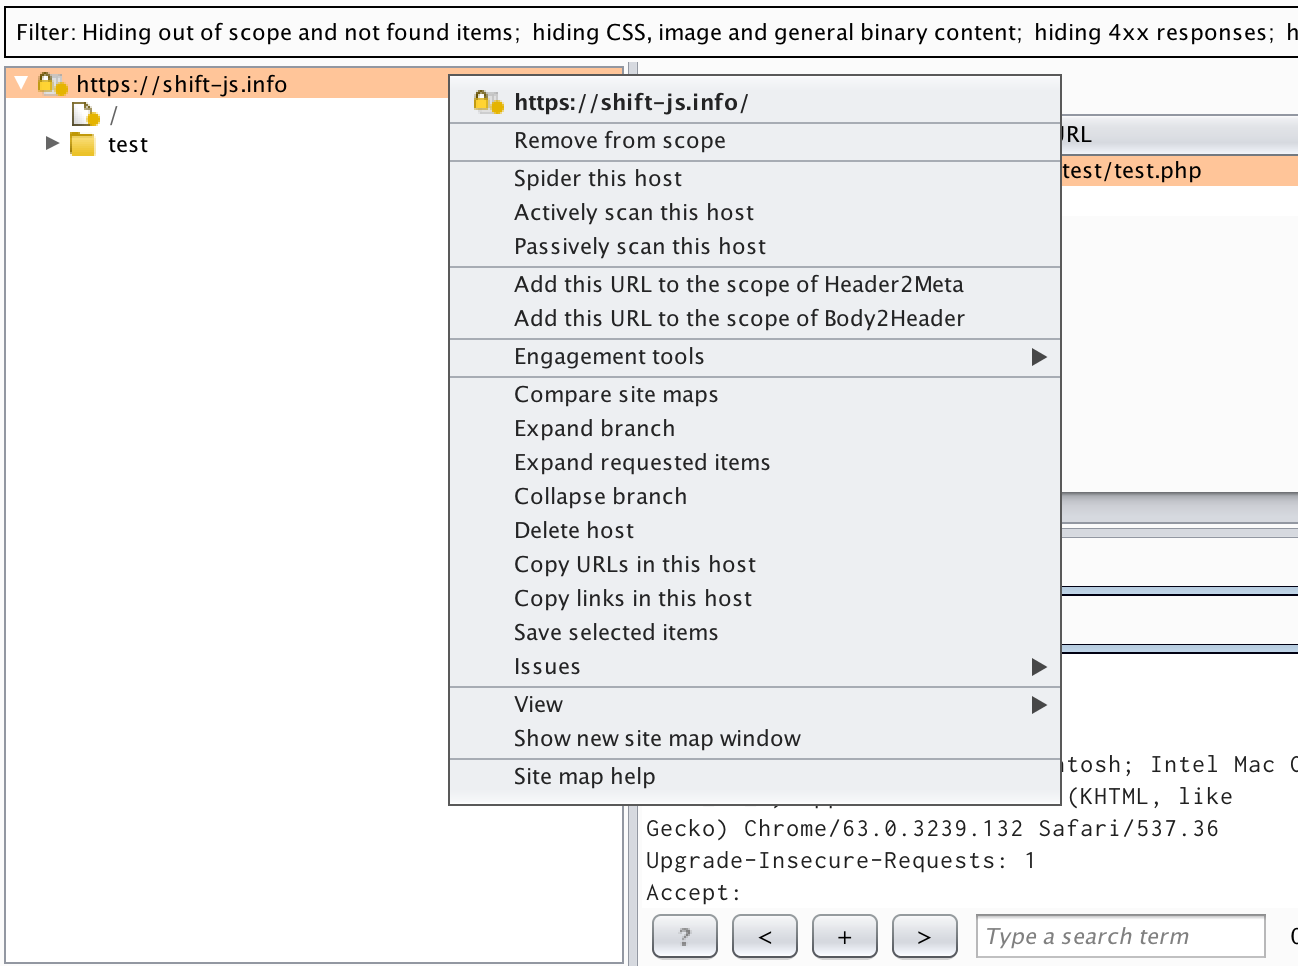 Filter: Hiding out of scope and not found items;  hiding CSS, image and general binary content;  hiding 4xx responses;  h
https://shift-js.info
/
test
https://shift-js.info/
Remove from scope
Spider this host
Actively scan this host
Passively scan this host
Add this URL to the scope of Header2Meta
Add this URL to the scope of Body2Header
Engagement tools
Compare site maps
Expand branch
Expand requested items
Collapse branch
Delete host
Copy URLs in this host
Copy links in this host
Save selected items
Issues
View
Show new site map window
Site map help
URL
test/test.php
ntosh; Intel Mac O
(KHTML, like
Gecko) Chrome/63.0.3239.132 Safari/537.36
Upgrade-Insecure-Requests: 1
Accept:
? < + > Type a search term